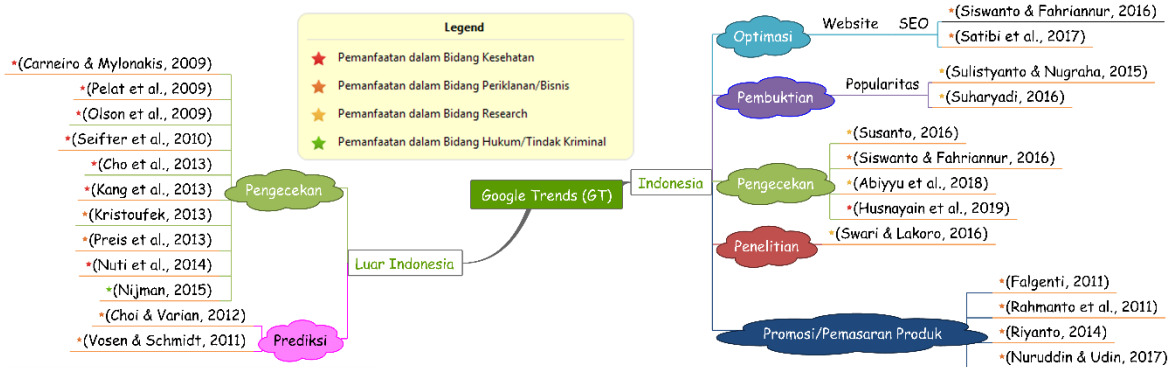 Legend
Pemanfaatan dalam Bidang Kesehatan
Pemanfaatan dalam Bidang Periklanan/Bisnis
Pemanfaatan dalam Bidang Research
Pemanfaatan dalam Bidang Hukum/Tindak Kriminal
Google Trends (GT)
Luar Indonesia
Pengecekan
(Carneiro & Mylonakis, 2009)
(Pelat et al., 2009)
(Olson et al., 2009)
(Seifter et al., 2010)
(Cho et al., 2013)
(Kang et al., 2013)
(Kristoufek, 2013)
(Preis et al., 2013)
(Nuti et al., 2014)
(Nijman, 2015)
Prediksi
(Choi & Varian, 2012)
(Vosen & Schmidt, 2011)
Indonesia
Optimasi
Website SEO
(Siswanto & Fahriannur, 2016)
(Satibi et al., 2017)
Pembuktian
Popularitas
(Sulistyanto & Nugraha, 2015)
(Suharyadi, 2016)
Pengecekan
(Susanto, 2016)
(Siswanto & Fahriannur, 2016)
(Abiyyu et al., 2018)
(Husnayain et al., 2019)
Penelitian
(Swari & Lakoro, 2016)
Promosi/Pemasaran Produk
(Falgenti, 2011)
(Rahmanto et al., 2011)
(Riyanto, 2014)
(Nuruddin & Udin, 2017)